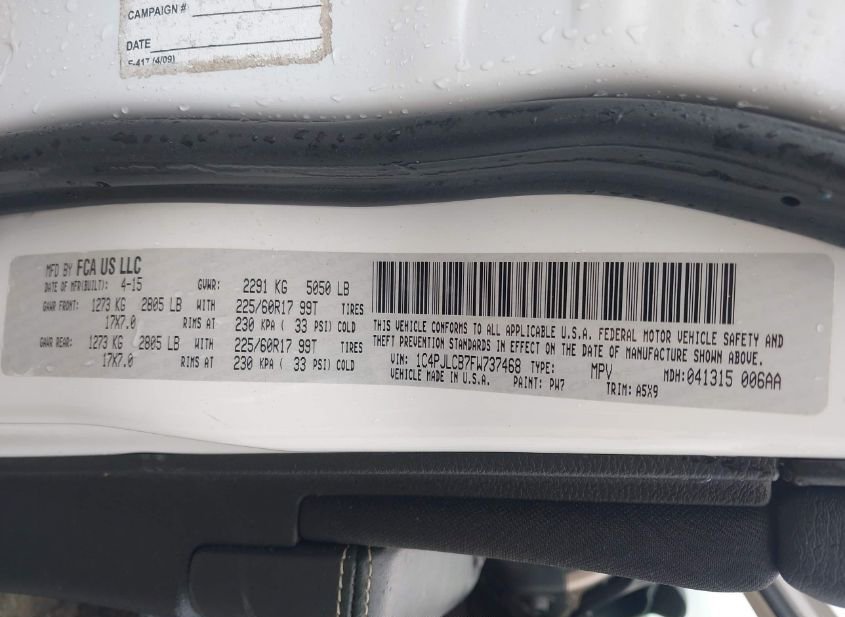 CAMPAIGN #
DATE
F-417 (4/09)
MFD BY FCA US LLC
DATE OF MFR(BUILT): 4-15 GVWR: 2291 KG 5050 LB
GAWR FRONT: 1273 KG 2805 LB WITH 225/60R17 99T TIRES
17X7.0 RIMS AT 230 KPA ( 33 PSI) COLD
GAWR REAR: 1273 KG 2805 LB WITH 225/60R17 99T TIRES
17X7.0 RIMS AT 230 KPA ( 33 PSI) COLD
THIS VEHICLE CONFORMS TO ALL APPLICABLE U.S.A. FEDERAL MOTOR VEHICLE SAFETY AND
THEFT PREVENTION STANDARDS IN EFFECT ON THE DATE OF MANUFACTURE SHOWN ABOVE.
VIN: 1C4PJLCB7FW737468 TYPE: MPV MDH: 041315 006AA
VEHICLE MADE IN U.S.A. PAINT: PW7 TRIM: A5X9